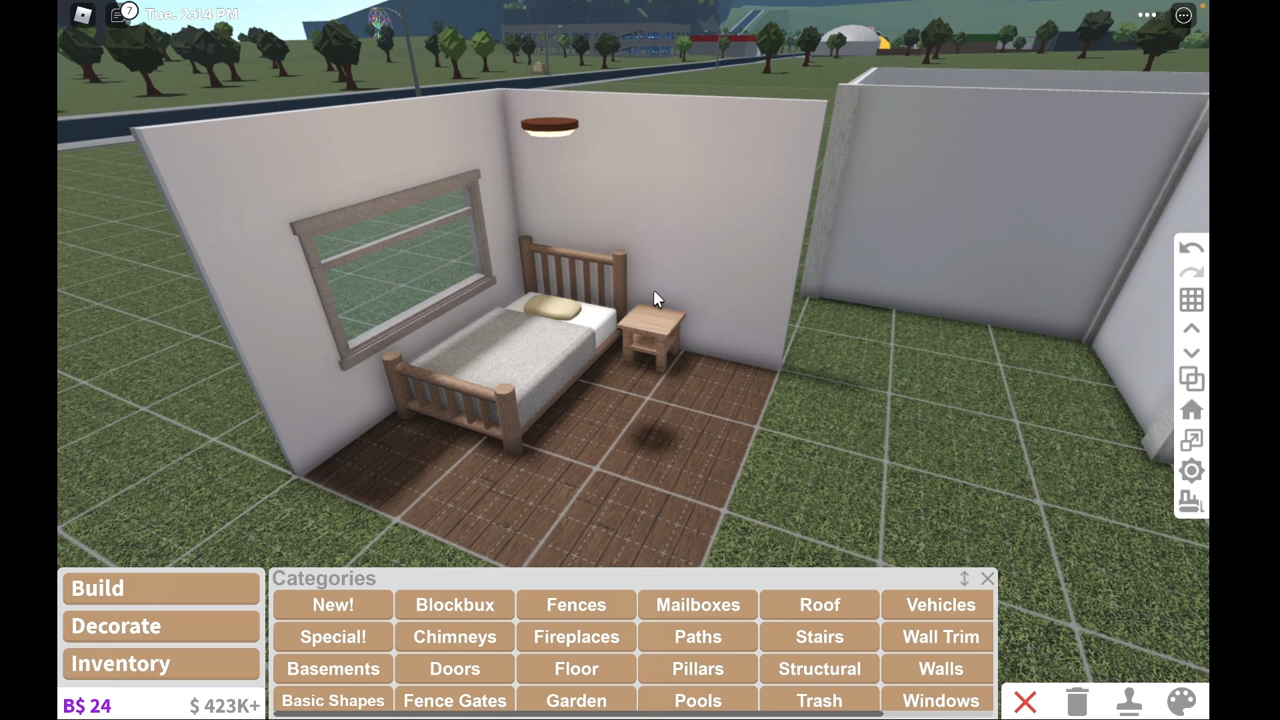 7 Tue. 2:14 PM
Build
Decorate
Inventory
B$ 24 $ 423K+
Categories
New! Blockbux Fences Mailboxes Roof Vehicles
Special! Chimneys Fireplaces Paths Stairs Wall Trim
Basements Doors Floor Pillars Structural Walls
Basic Shapes Fence Gates Garden Pools Trash Windows